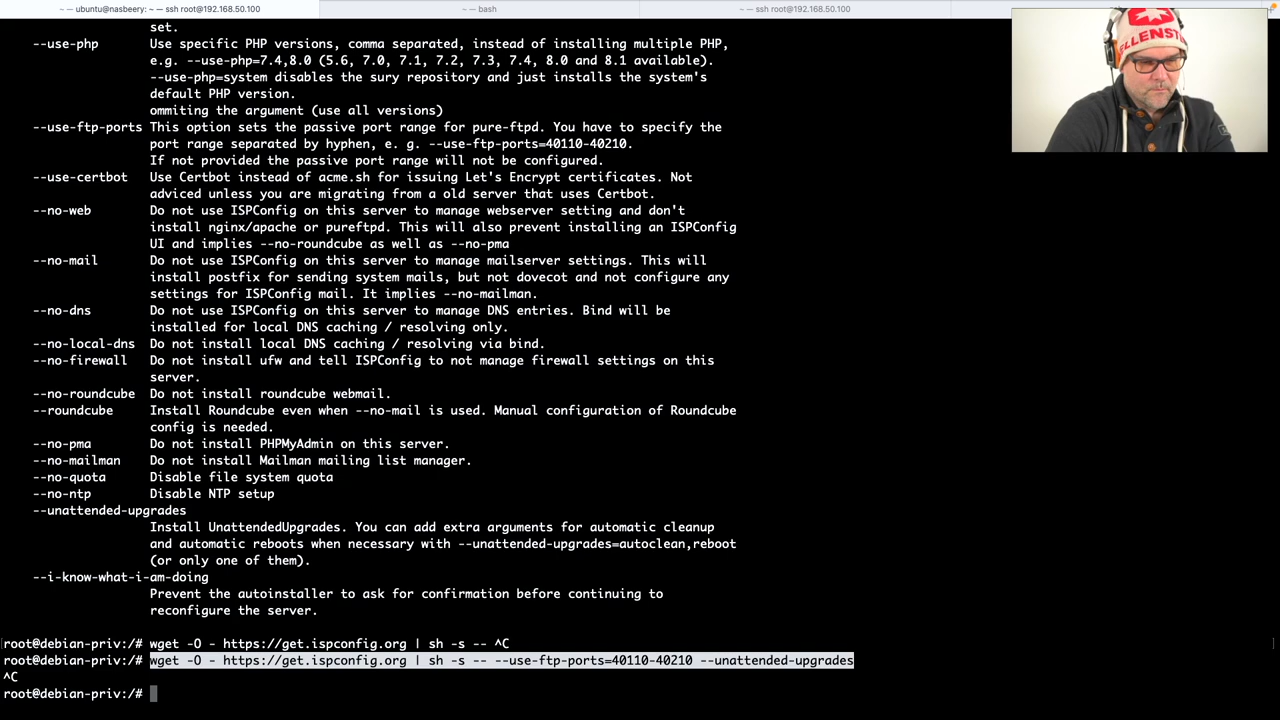 ~ — ubuntu@nasbeery: ~ — ssh root@192.168.50.100
~ — bash
~ — ssh root@192.168.50.100
set.
--use-php Use specific PHP versions, comma separated, instead of installing multiple PHP,
e.g. --use-php=7.4,8.0 (5.6, 7.0, 7.1, 7.2, 7.3, 7.4, 8.0 and 8.1 available).
--use-php=system disables the sury repository and just installs the system's
default PHP version.
ommiting the argument (use all versions)
--use-ftp-ports This option sets the passive port range for pure-ftpd. You have to specify the
port range separated by hyphen, e. g. --use-ftp-ports=40110-40210.
If not provided the passive port range will not be configured.
--use-certbot Use Certbot instead of acme.sh for issuing Let's Encrypt certificates. Not
adviced unless you are migrating from a old server that uses Certbot.
--no-web Do not use ISPConfig on this server to manage webserver setting and don't
install nginx/apache or pureftpd. This will also prevent installing an ISPConfig
UI and implies --no-roundcube as well as --no-pma
--no-mail Do not use ISPConfig on this server to manage mailserver settings. This will
install postfix for sending system mails, but not dovecot and not configure any
settings for ISPConfig mail. It implies --no-mailman.
--no-dns Do not use ISPConfig on this server to manage DNS entries. Bind will be
installed for local DNS caching / resolving only.
--no-local-dns Do not install local DNS caching / resolving via bind.
--no-firewall Do not install ufw and tell ISPConfig to not manage firewall settings on this
server.
--no-roundcube Do not install roundcube webmail.
--roundcube Install Roundcube even when --no-mail is used. Manual configuration of Roundcube
config is needed.
--no-pma Do not install PHPMyAdmin on this server.
--no-mailman Do not install Mailman mailing list manager.
--no-quota Disable file system quota
--no-ntp Disable NTP setup
--unattended-upgrades
Install UnattendedUpgrades. You can add extra arguments for automatic cleanup
and automatic reboots when necessary with --unattended-upgrades=autoclean,reboot
(or only one of them).
--i-know-what-i-am-doing
Prevent the autoinstaller to ask for confirmation before continuing to
reconfigure the server.
root@debian-priv:/# wget -O - https://get.ispconfig.org | sh -s -- ^C
root@debian-priv:/# wget -O - https://get.ispconfig.org | sh -s -- --use-ftp-ports=40110-40210 --unattended-upgrades
^C
root@debian-priv:/#
ELLENST